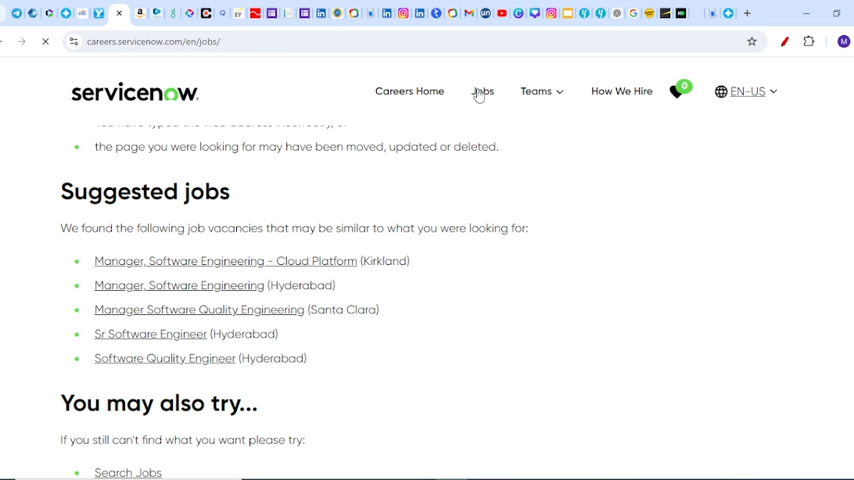 careers.servicenow.com/en/jobs/
servicenow.
Careers Home
Jobs
Teams
How We Hire
0
EN-US
the page you were looking for may have been moved, updated or deleted.
Suggested jobs
We found the following job vacancies that may be similar to what you were looking for:
Manager, Software Engineering - Cloud Platform (Kirkland)
Manager, Software Engineering (Hyderabad)
Manager Software Quality Engineering (Santa Clara)
Sr Software Engineer (Hyderabad)
Software Quality Engineer (Hyderabad)
You may also try...
If you still can't find what you want please try:
Search Jobs